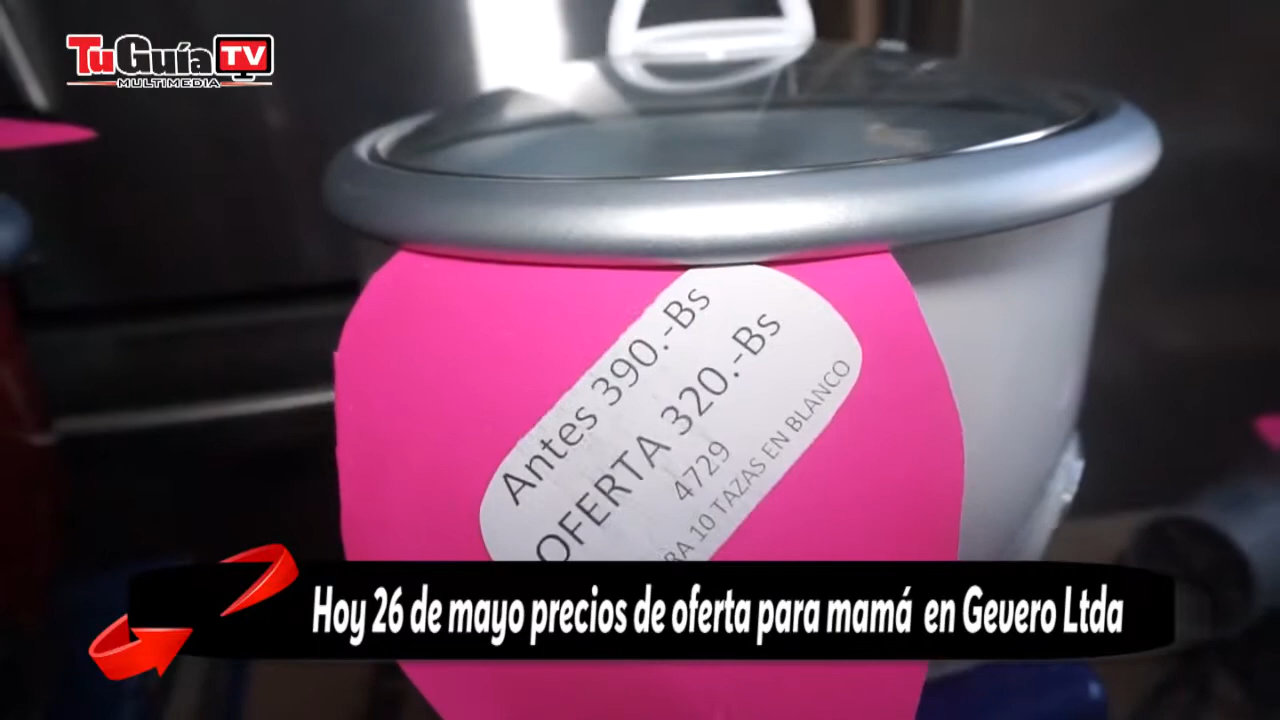 TuGuía TV
MULTIMEDIA
Antes 390.-Bs
OFERTA 320.-Bs
4729
10 TAZAS EN BLANCO
Hoy 26 de mayo precios de oferta para mamá en Gevero Ltda